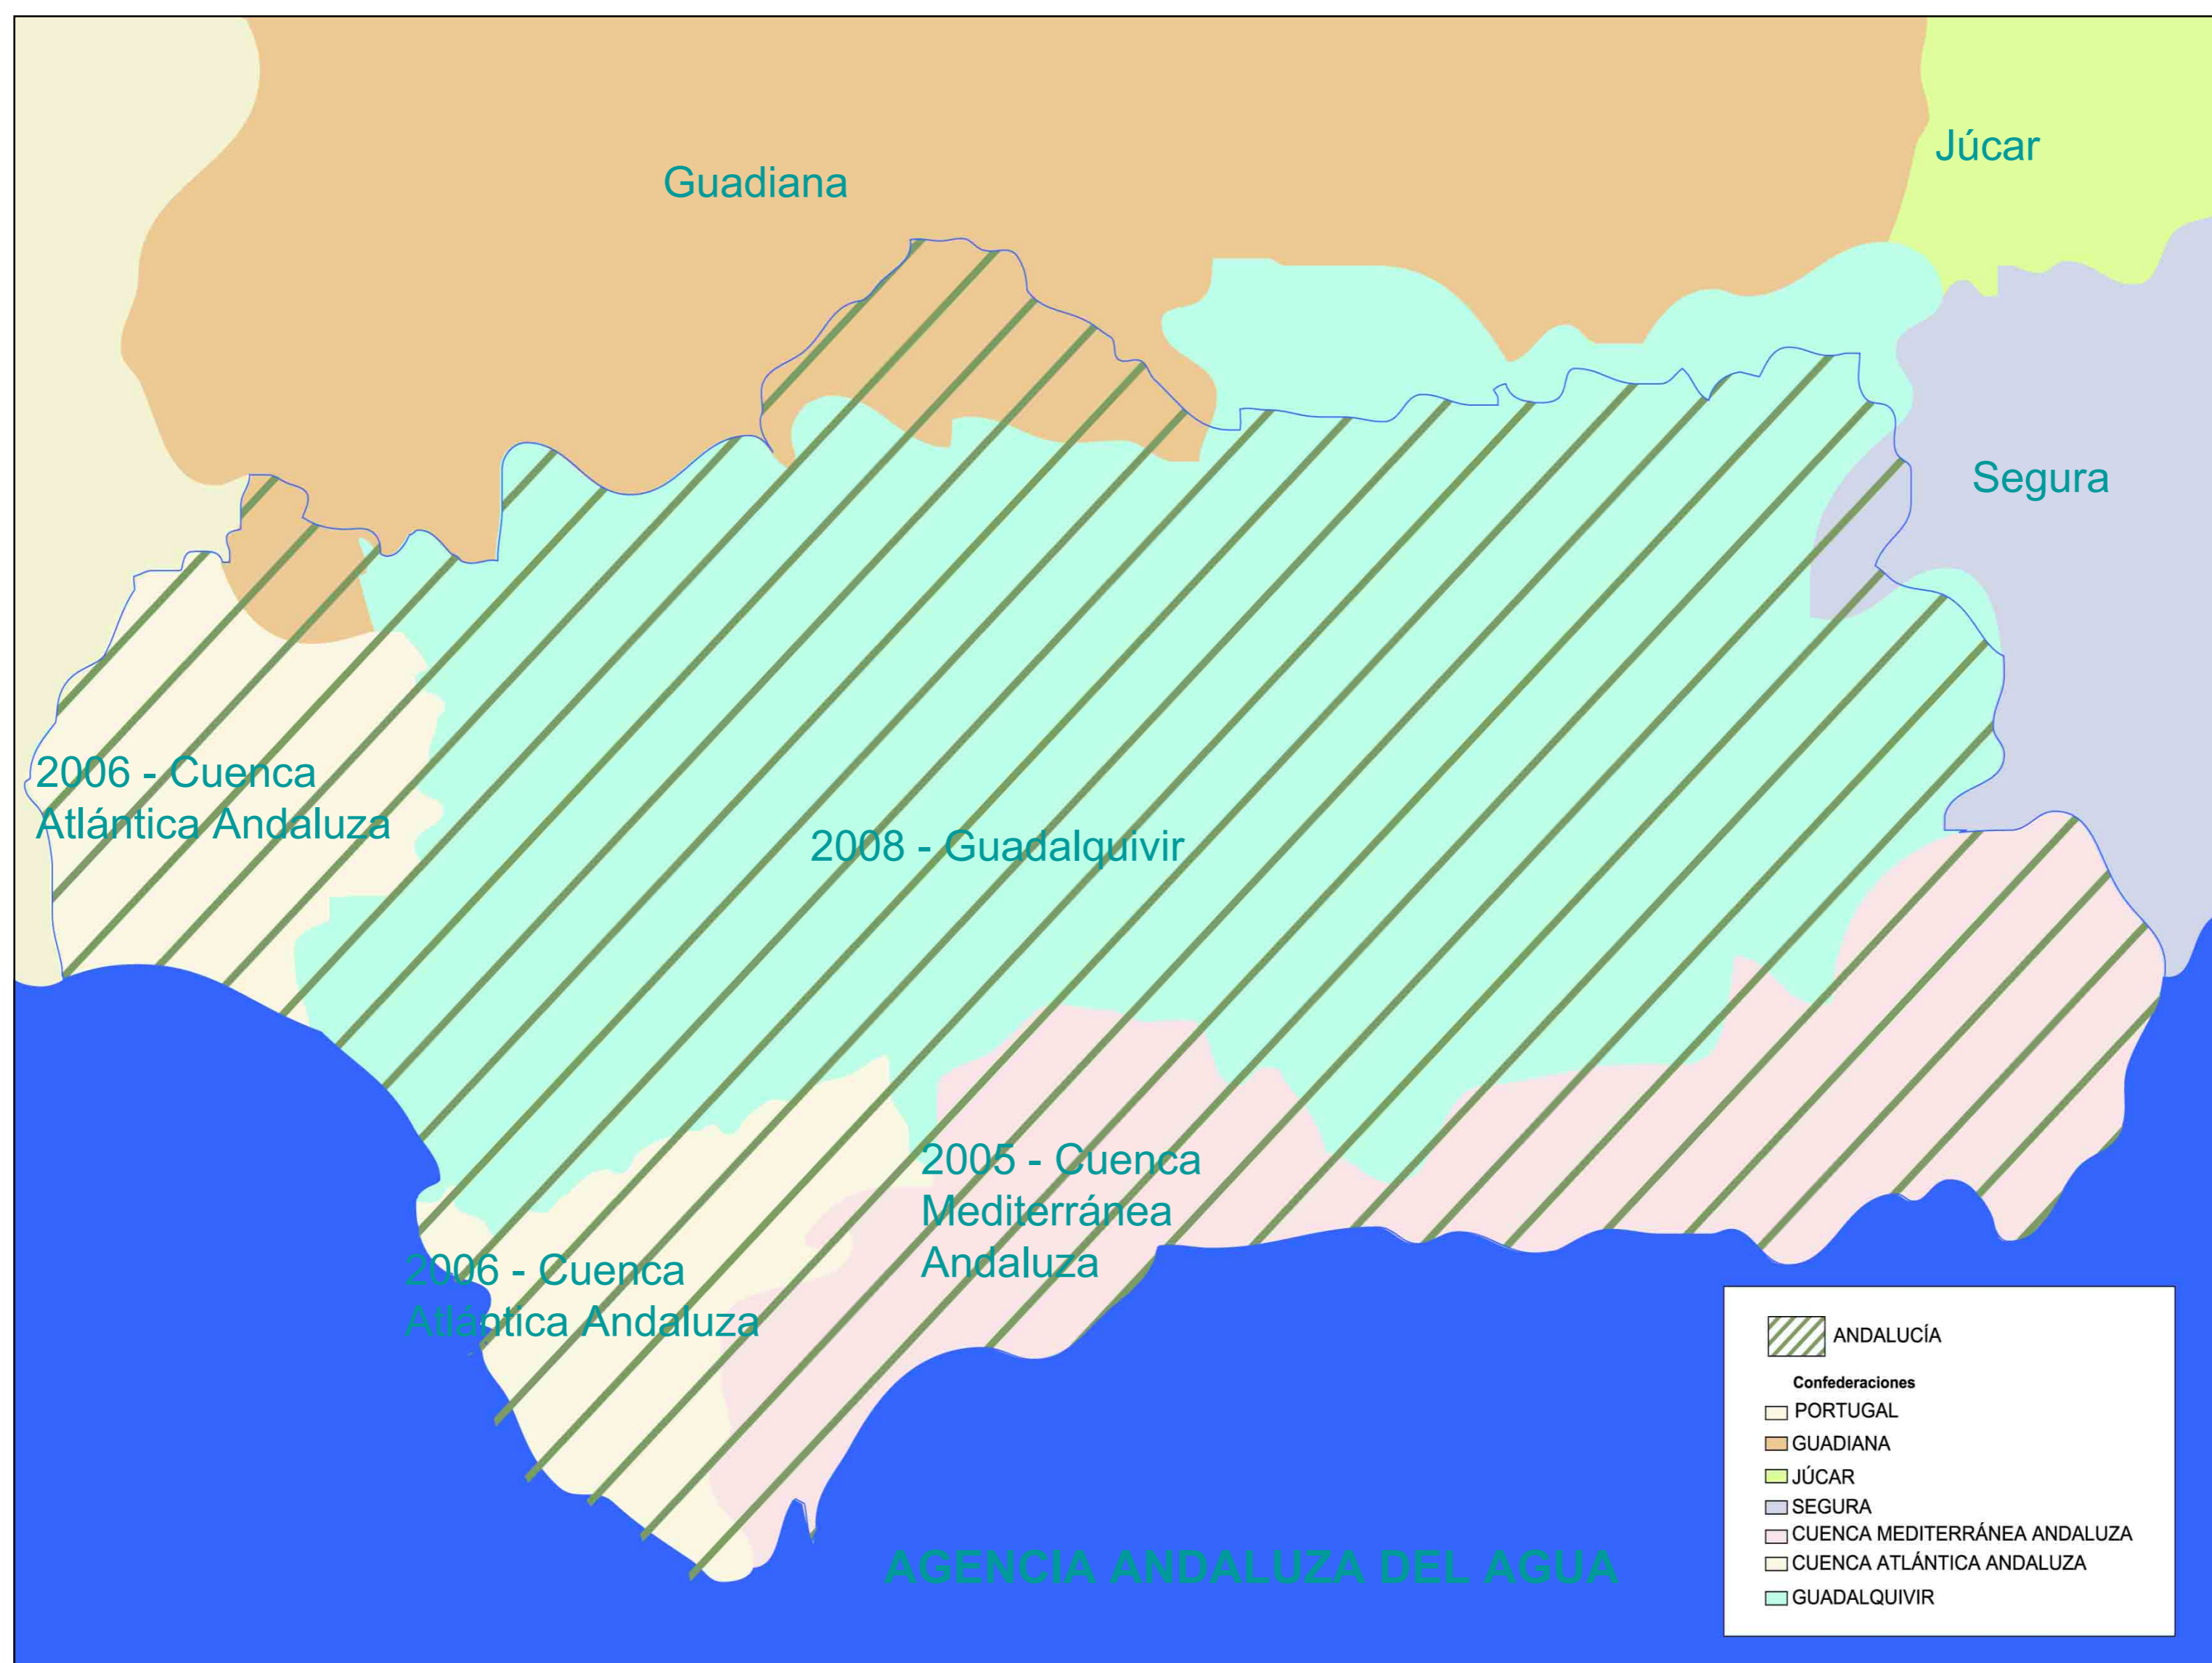 Júcar
Guadiana
Segura
2006 - Cuenca
Atlántica Andaluza
2008 - Guadalquivir
2005 - Cuenca
Mediterránea
Andaluza
2006 - Cuenca
Atlántica Andaluza
ANDALUCÍA
Confederaciones
PORTUGAL
GUADIANA
JÚCAR
SEGURA
CUENCA MEDITERRÁNEA ANDALUZA
CUENCA ATLÁNTICA ANDALUZA
GUADALQUIVIR
AGENCIA ANDALUZA DEL AGUA